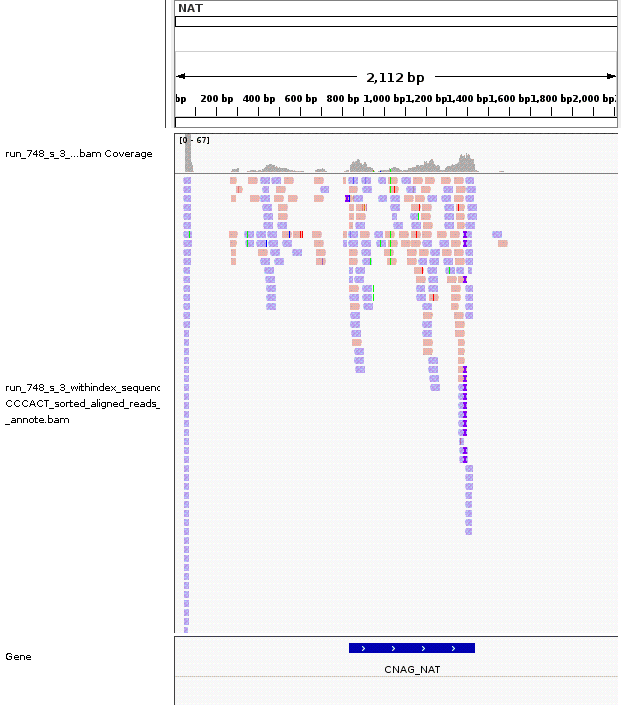 NAT
2,112 bp
bp 200 bp 400 bp 600 bp 800 bp 1,000 bp 1,200 bp 1,400 bp 1,600 bp 1,800 bp 2,000 bp 2
[0 - 67]
run_748_s_3_...bam Coverage
run_748_s_3_withindex_sequenc
CCCACT_sorted_aligned_reads_
_annote.bam
Gene
CNAG_NAT